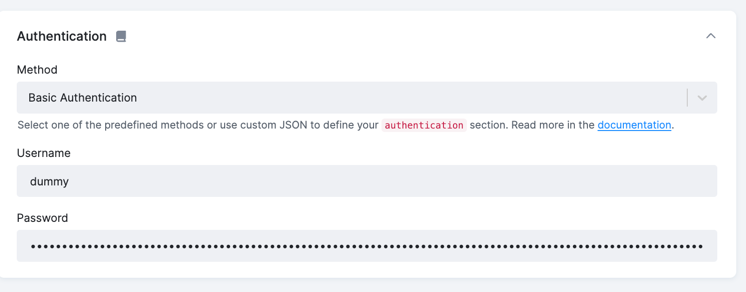 Authentication
Method
Basic Authentication
Select one of the predefined methods or use custom JSON to define your authentication section. Read more in the documentation.
Username
dummy
Password